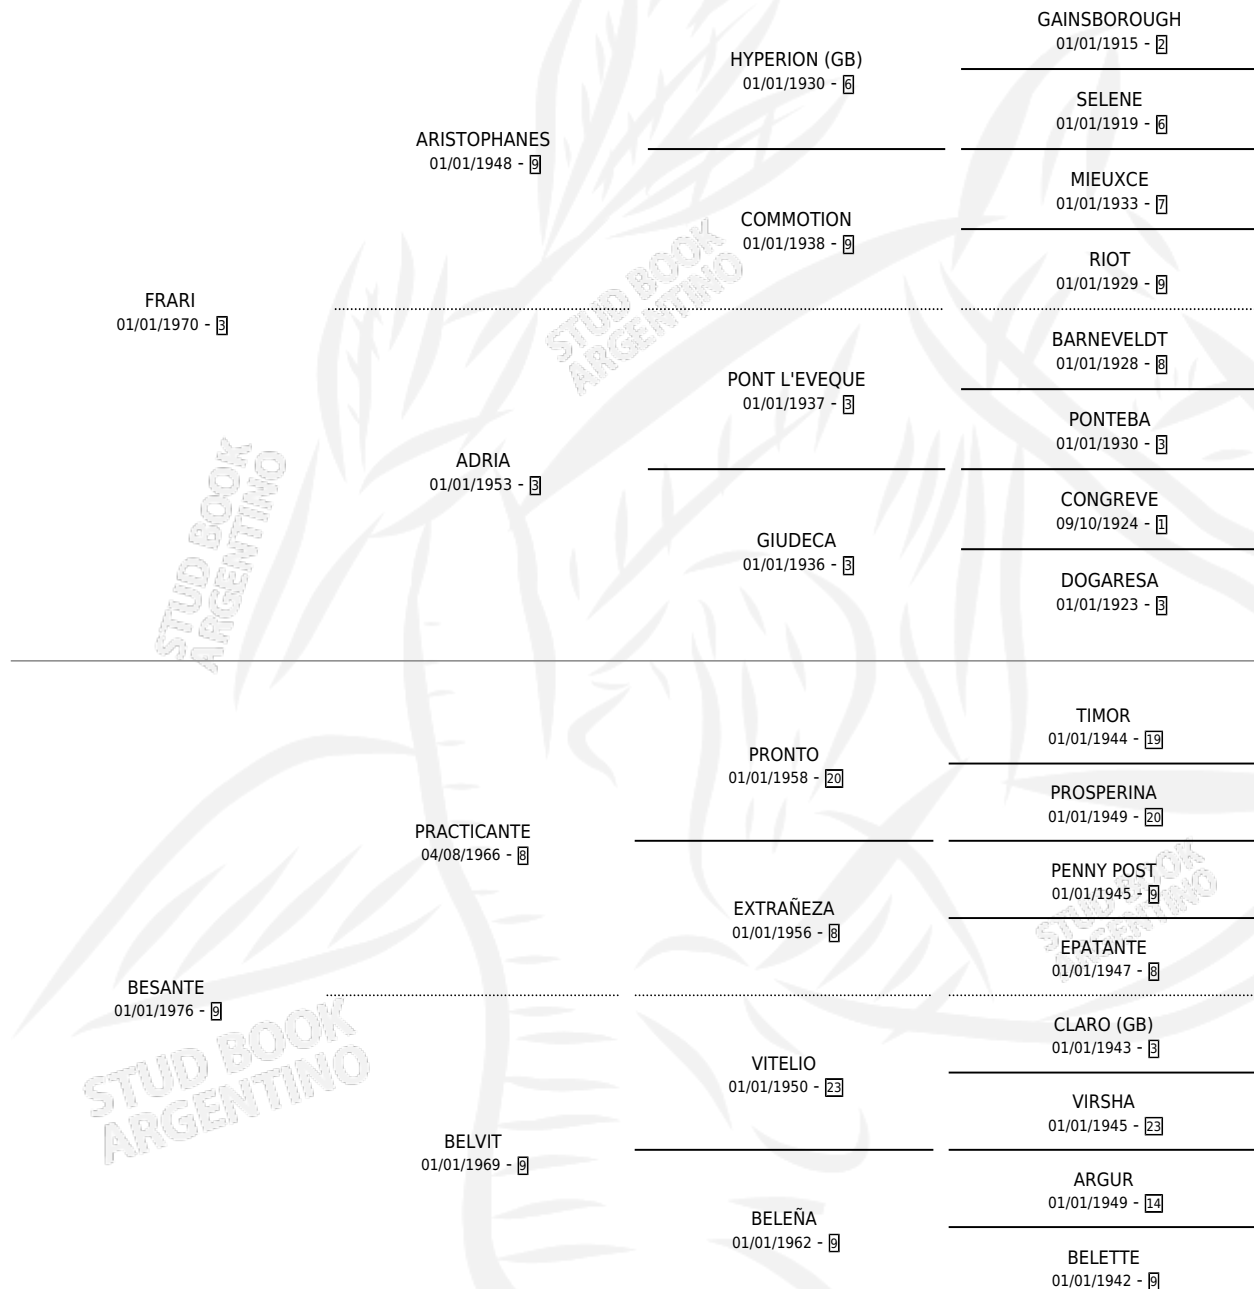 GAINSBOROUGH
01/01/1915 - 2
HYPERION (GB)
01/01/1930 - 6
SELENE
01/01/1919 - 6
ARISTOPHANES
01/01/1948 - 9
MIEUXCE
01/01/1933 - 7
COMMOTION
01/01/1938 - 9
RIOT
01/01/1929 - 9
FRARI
01/01/1970 - 3
BARNEVELDT
01/01/1928 - 8
PONT L'EVEQUE
01/01/1937 - 3
PONTEBA
01/01/1930 - 3
ADRIA
01/01/1953 - 3
CONGREVE
09/10/1924 - 1
GIUDECA
01/01/1936 - 3
DOGARESA
01/01/1923 - 3
TIMOR
01/01/1944 - 19
PRONTO
01/01/1958 - 20
PROSPERINA
01/01/1949 - 20
PRACTICANTE
04/08/1966 - 8
PENNY POST
01/01/1945 - 9
EXTRAÑEZA
01/01/1956 - 8
EPATANTE
01/01/1947 - 8
BESANTE
01/01/1976 - 9
CLARO (GB)
01/01/1943 - 3
VITELIO
01/01/1950 - 23
VIRSHA
01/01/1945 - 23
BELVIT
01/01/1969 - 9
ARGUR
01/01/1949 - 14
BELEÑA
01/01/1962 - 9
BELETTE
01/01/1942 - 9
STUD BOOK
ARGENTINO
STUD BOOK
ARGENTINO
STUD BOOK
ARGENTINO
STUD BOOK
ARGENTINO